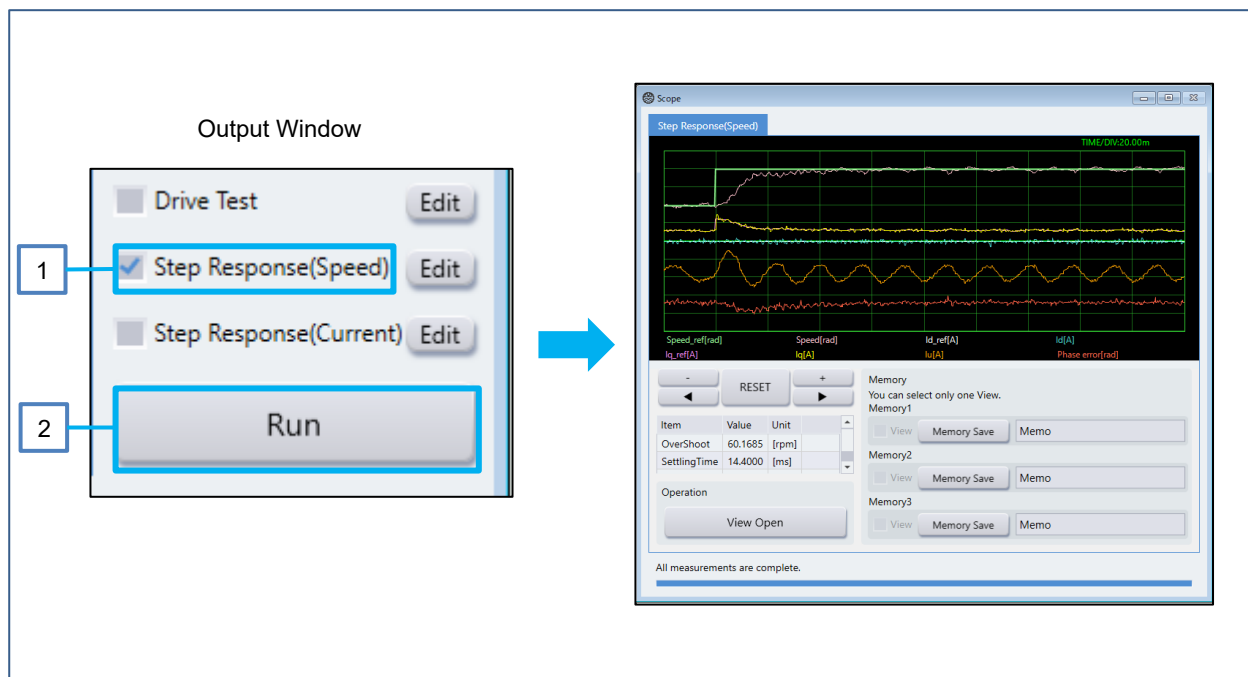 Output Window
Drive Test Edit
1
Step Response(Speed) Edit
Step Response(Current) Edit
2
Run
Scope
Step Response(Speed)
TIME/DIV:20.00m
Speed_ref[rad] Speed[rad] Id_ref[A] Id[A]
Iq_ref[A] Iq[A] Iu[A] Phase error[rad]
- RESET +
Item Value Unit
OverShoot 60.1685 [rpm]
SettlingTime 14.4000 [ms]
Operation
View Open
Memory
You can select only one View.
Memory1
View Memory Save Memo
Memory2
View Memory Save Memo
Memory3
View Memory Save Memo
All measurements are complete.